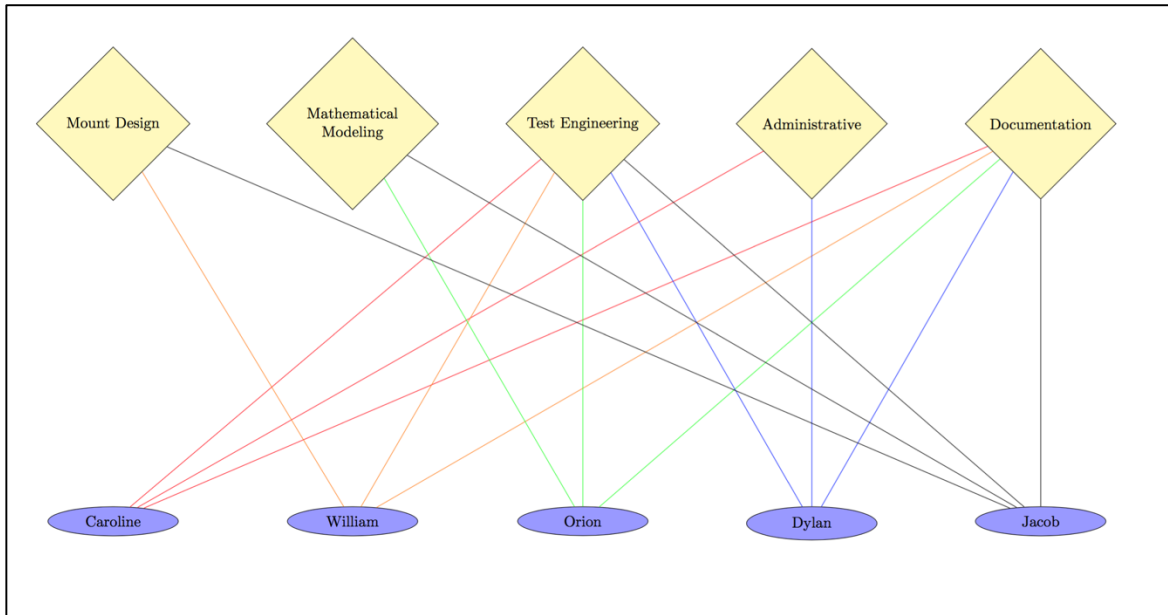 Mount Design
Mathematical
Modeling
Test Engineering
Administrative
Documentation
Caroline
William
Orion
Dylan
Jacob